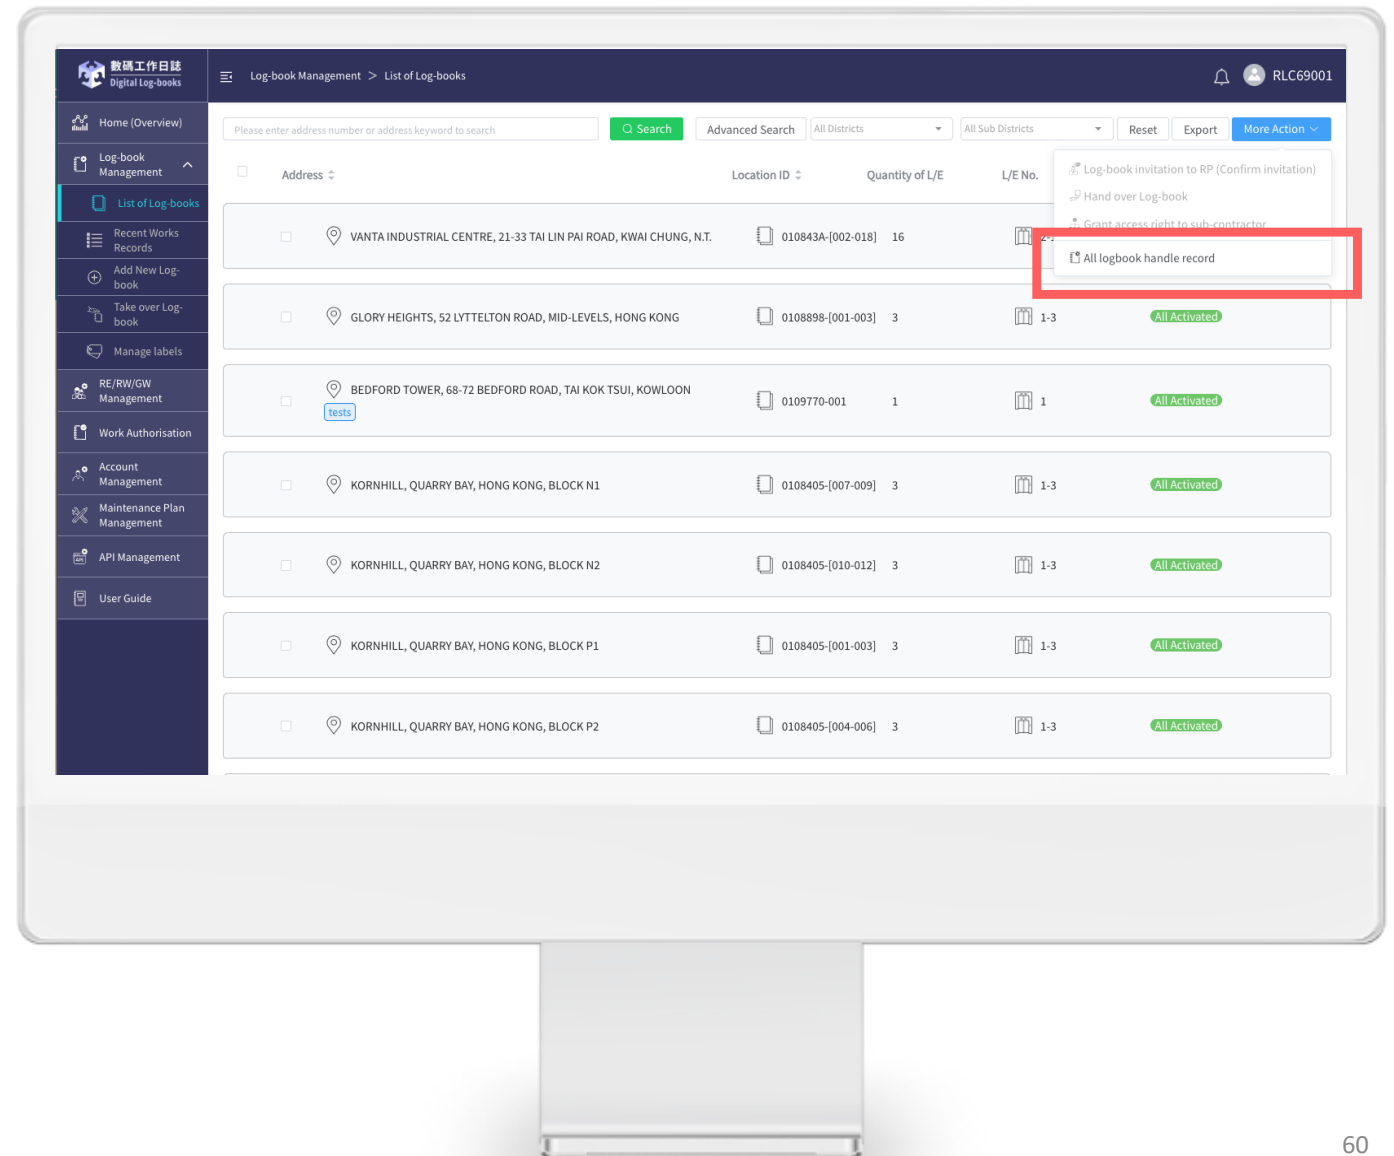 數碼工作日誌
Digital Log-books
Log-book Management > List of Log-books
RLC69001
Home (Overview)
Log-book
Management
List of Log-books
Recent Works
Records
Add New Log-
book
Take over Log-
book
Manage labels
RE/RW/GW
Management
Work Authorisation
Account
Management
Maintenance Plan
Management
API Management
User Guide
Please enter address number or address keyword to search
Search
Advanced Search
All Districts
All Sub Districts
Reset
Export
More Action
Log-book invitation to RP (Confirm invitation)
Hand over Log-book
Grant access right to sub-contractor
All logbook handle record
Address Location ID Quantity of L/E L/E No.
VANTA INDUSTRIAL CENTRE, 21-33 TAI LIN PAI ROAD, KWAI CHUNG, N.T. 010843A-[002-018] 16
GLORY HEIGHTS, 52 LYTTELTON ROAD, MID-LEVELS, HONG KONG 0108898-[001-003] 3 1-3 All Activated
BEDFORD TOWER, 68-72 BEDFORD ROAD, TAI KOK TSUI, KOWLOON
tests
0109770-001 1 1 All Activated
KORNHILL, QUARRY BAY, HONG KONG, BLOCK N1 0108405-[007-009] 3 1-3 All Activated
KORNHILL, QUARRY BAY, HONG KONG, BLOCK N2 0108405-[010-012] 3 1-3 All Activated
KORNHILL, QUARRY BAY, HONG KONG, BLOCK P1 0108405-[001-003] 3 1-3 All Activated
KORNHILL, QUARRY BAY, HONG KONG, BLOCK P2 0108405-[004-006] 3 1-3 All Activated
60